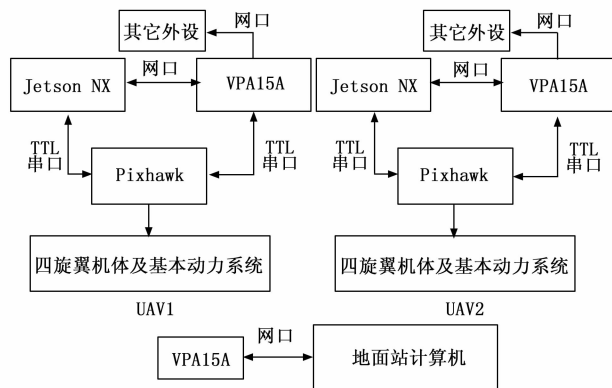 网口
其它外设
网口
Jetson NX
VPA15A
TTL
串口
TTL
串口
Pixhawk
四旋翼机体及基本动力系统
UAV1
网口
其它外设
网口
Jetson NX
VPA15A
TTL
串口
TTL
串口
Pixhawk
四旋翼机体及基本动力系统
UAV2
网口
VPA15A
地面站计算机